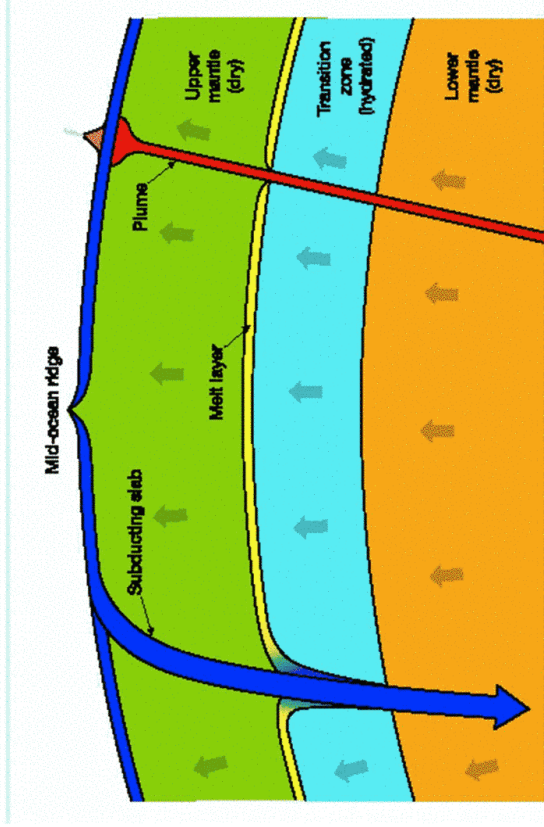 Mid-ocean ridge
Subducting slab
Plume
Melt layer
Upper
mantle
(dry)
Transition
zone
(hydrated)
Lower
mantle
(dry)